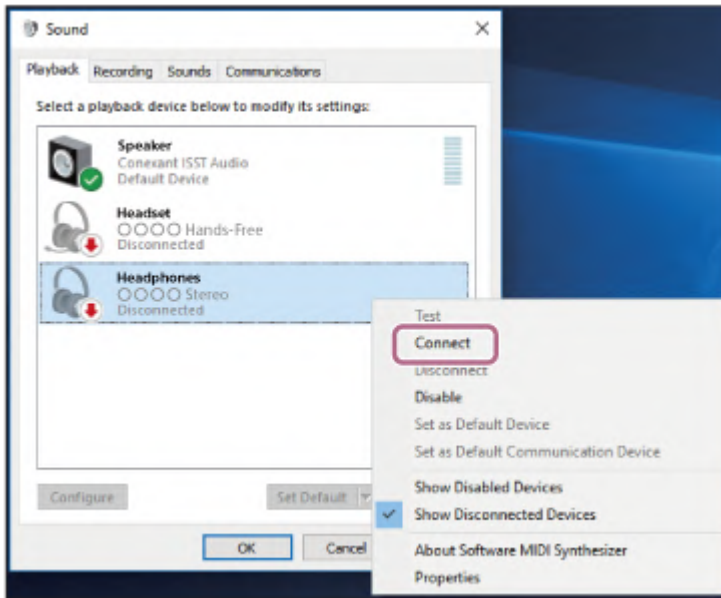 Sound
Playback Recording Sounds Communications
Select a playback device below to modify its settings:
Speaker
Conexant ISST Audio
Default Device
Headset
○○○○ Hands-Free
Disconnected
Headphones
○○○○ Stereo
Disconnected
Test
Connect
Disconnect
Disable
Set as Default Device
Set as Default Communication Device
Show Disabled Devices
Show Disconnected Devices
About Software MIDI Synthesizer
Properties
Configure Set Default
OK Cancel